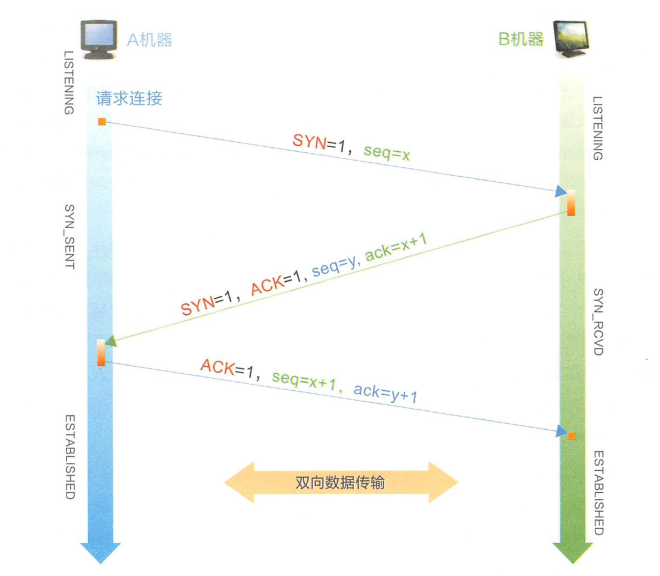 A机器
B机器
LISTENING
请求连接
LISTENING
SYN=1, seq=x
SYN_SENT
SYN=1, ACK=1, seq=y, ack=x+1
SYN_RCVD
ACK=1, seq=x+1, ack=y+1
ESTABLISHED
双向数据传输
ESTABLISHED